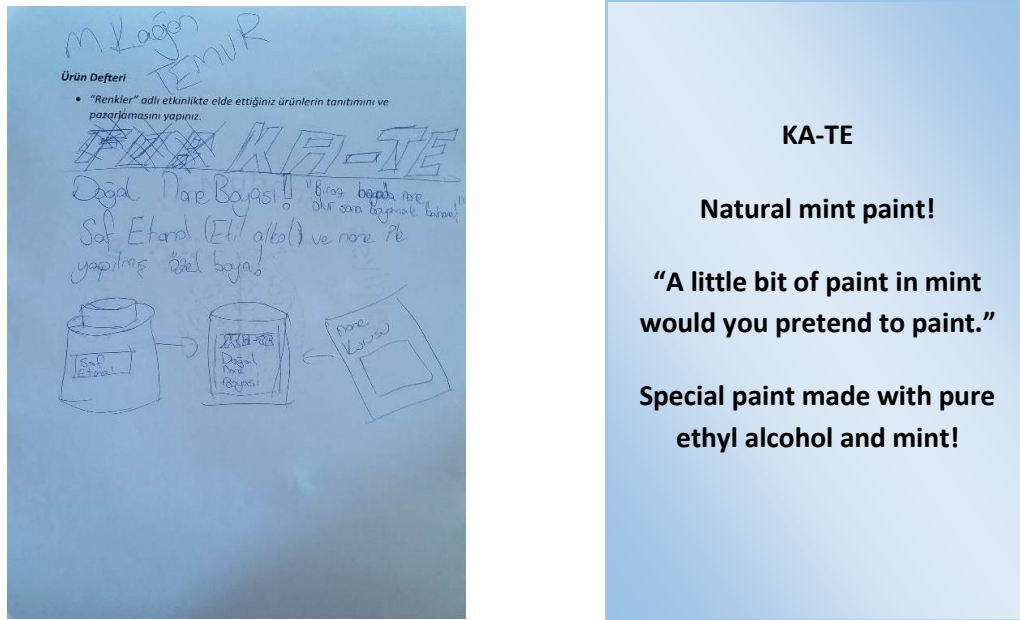 M Kağan
TEMUR
Ürün Defteri
• "Renkler" adlı etkinlikte elde ettiğiniz ürünlerin tanıtımını ve
pazarlamasını yapınız.
KA-TE
Doğal Nane Boyası!
"Biraz boyada nane
olur sana boyamak bahane!"
Saf Etanol (Etil alkol) ve nane ile
yapılmış özel boya!
Saf
Etanol
KA-TE
Doğal
Nane
Boyası
nane
Kurusu
KA-TE
Natural mint paint!
“A little bit of paint in mint
would you pretend to paint.”
Special paint made with pure
ethyl alcohol and mint!